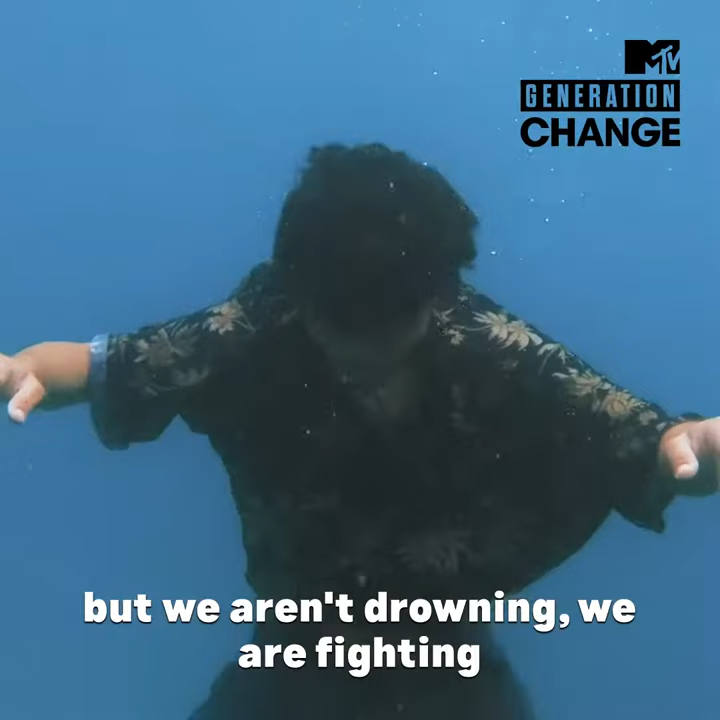 MTV
GENERATION
CHANGE
but we aren't drowning, we
are fighting